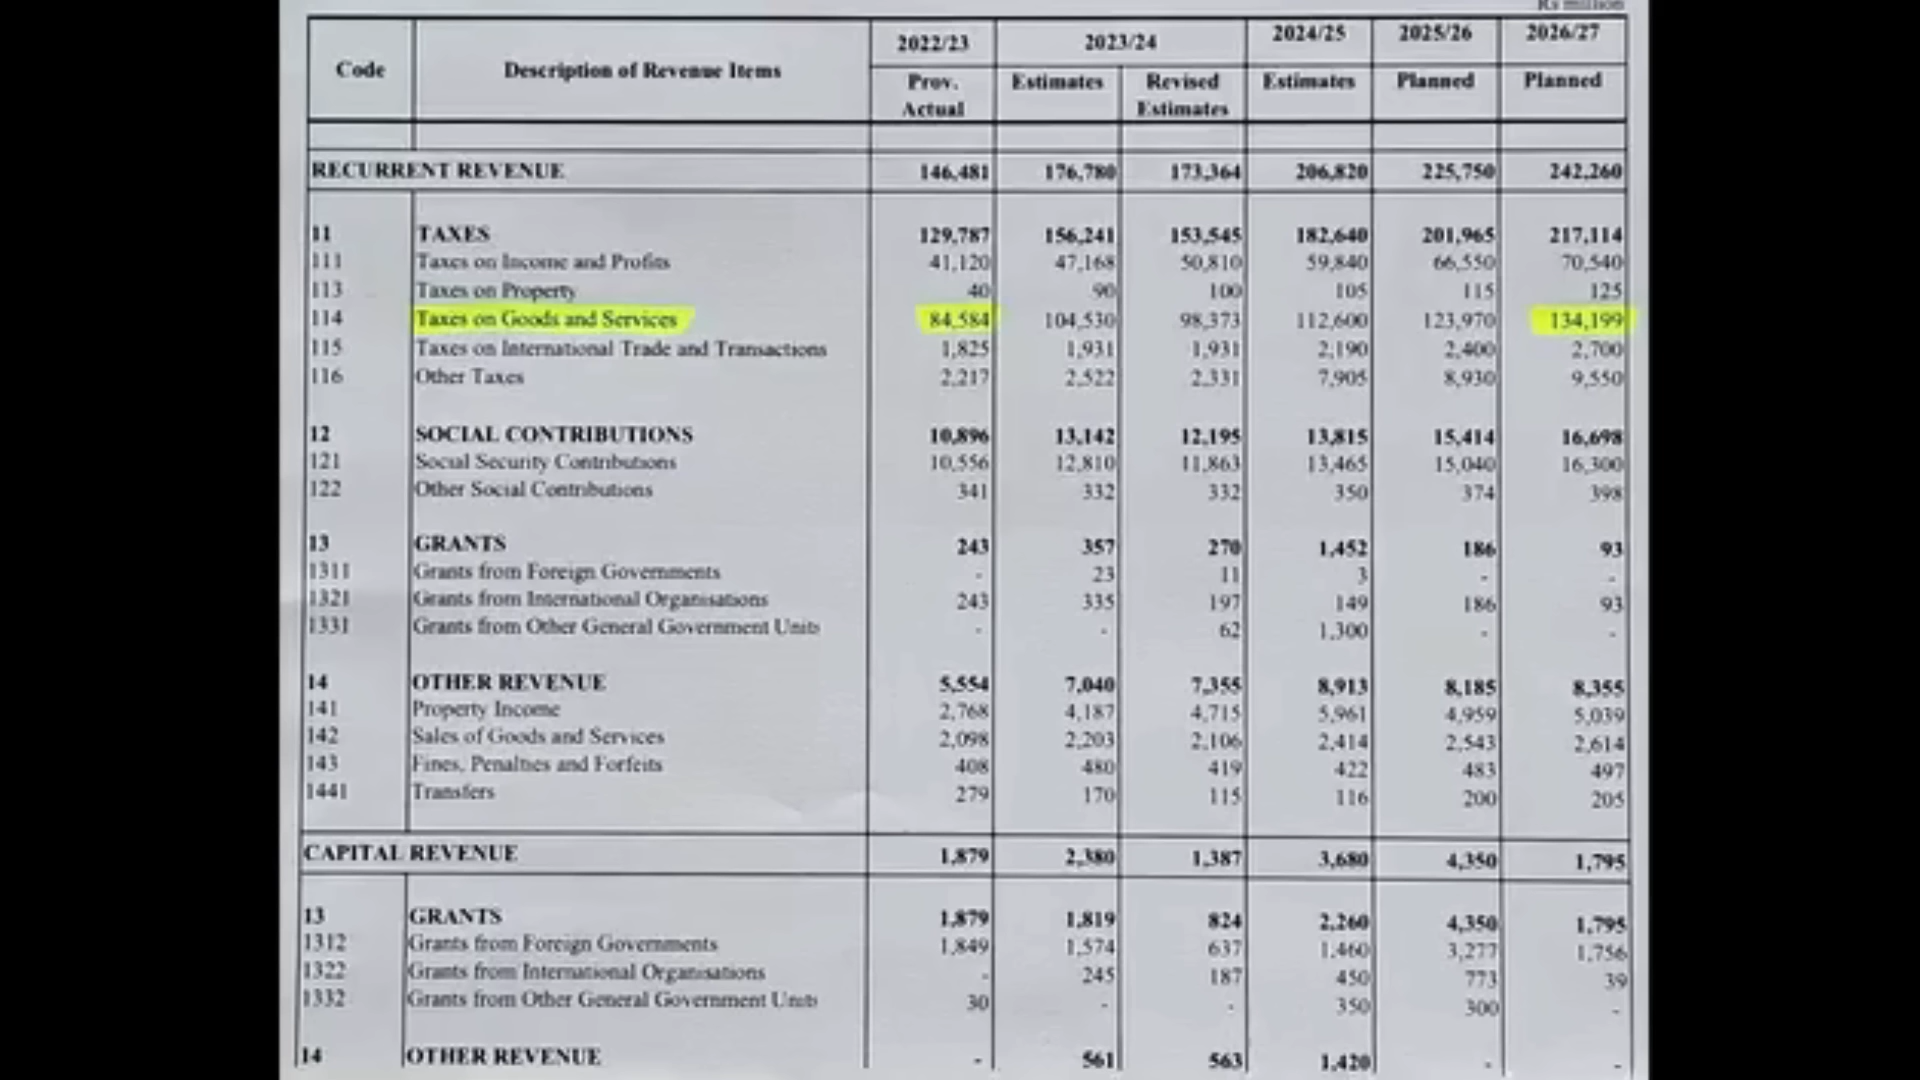 Rs million
Code Description of Revenue Items 2022/23 2023/24 2024/25 2025/26 2026/27
Prov. Actual Estimates Revised Estimates Estimates Planned Planned
RECURRENT REVENUE 146,481 176,780 173,364 206,820 225,750 242,260
11 TAXES 129,787 156,241 153,545 182,640 201,965 217,114
111 Taxes on Income and Profits 41,120 47,168 50,810 59,840 66,550 70,540
113 Taxes on Property 40 90 100 105 115 125
114 Taxes on Goods and Services 84,584 104,530 98,373 112,600 123,970 134,199
115 Taxes on International Trade and Transactions 1,825 1,931 1,931 2,190 2,400 2,700
116 Other Taxes 2,217 2,522 2,331 7,905 8,930 9,550
12 SOCIAL CONTRIBUTIONS 10,896 13,142 12,195 13,815 15,414 16,698
121 Social Security Contributions 10,556 12,810 11,863 13,465 15,040 16,300
122 Other Social Contributions 341 332 332 350 374 398
13 GRANTS 243 357 270 1,452 186 93
1311 Grants from Foreign Governments - 23 11 3 - -
1321 Grants from International Organisations 243 335 197 149 186 93
1331 Grants from Other General Government Units - - 62 1,300 - -
14 OTHER REVENUE 5,554 7,040 7,355 8,913 8,185 8,355
141 Property Income 2,768 4,187 4,715 5,961 4,959 5,039
142 Sales of Goods and Services 2,098 2,203 2,106 2,414 2,543 2,614
143 Fines, Penalties and Forfeits 408 480 419 422 483 497
1441 Transfers 279 170 115 116 200 205
CAPITAL REVENUE 1,879 2,380 1,387 3,680 4,350 1,795
13 GRANTS 1,879 1,819 824 2,260 4,350 1,795
1312 Grants from Foreign Governments 1,849 1,574 637 1,460 3,277 1,756
1322 Grants from International Organisations - 245 187 450 773 39
1332 Grants from Other General Government Units 30 - - 350 300 -
14 OTHER REVENUE - 561 563 1,420 - -